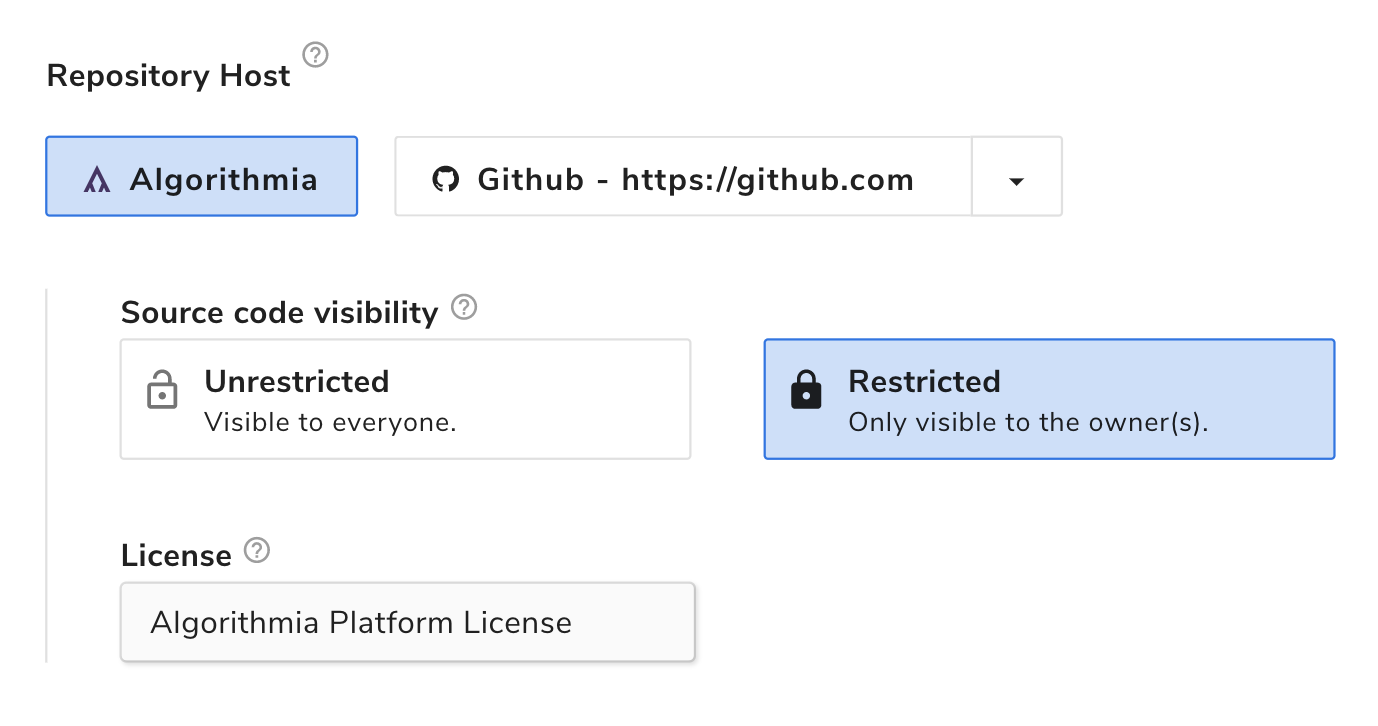 Repository Host
Algorithmia
Github - https://github.com
Source code visibility
Unrestricted
Visible to everyone.
Restricted
Only visible to the owner(s).
License
Algorithmia Platform License